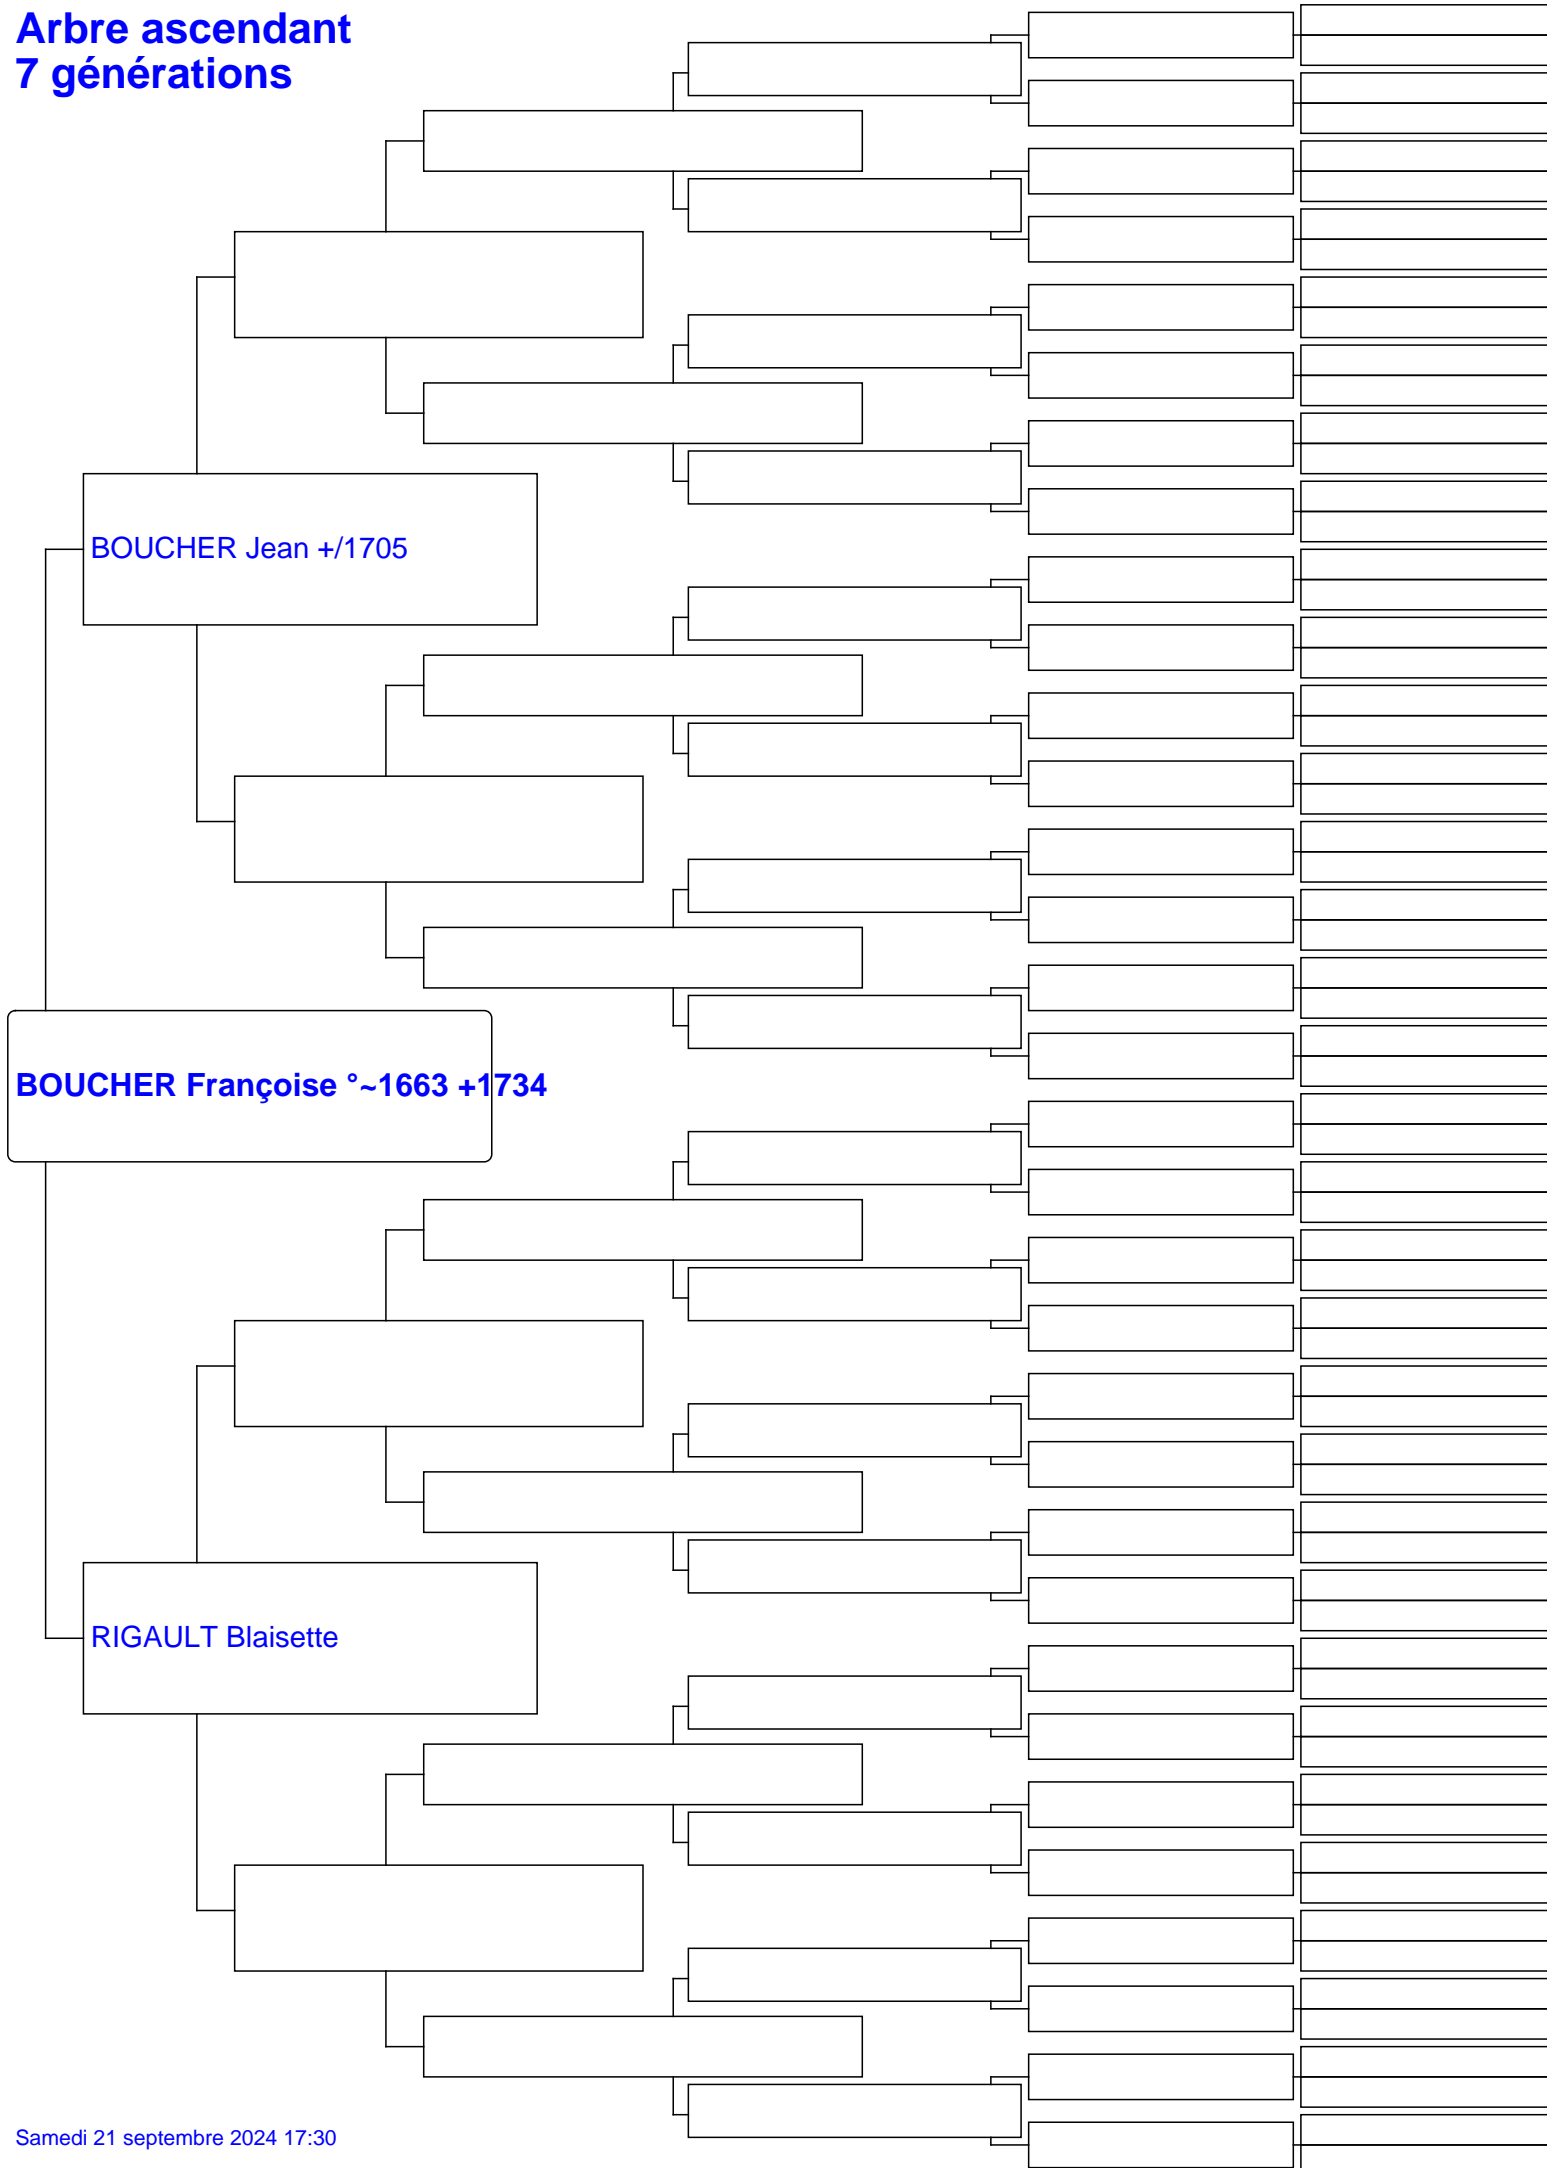 Arbre ascendant
7 générations
BOUCHER Jean +/1705
BOUCHER Françoise °~1663 +1734
RIGAULT Blaisette
Samedi 21 septembre 2024 17:30